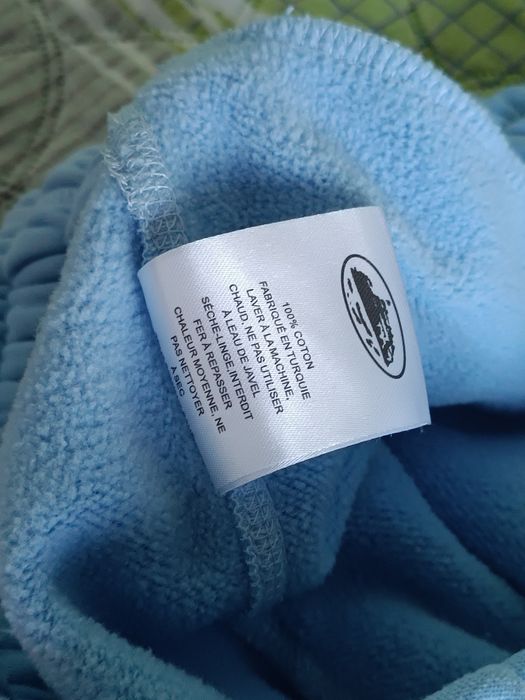 100% COTON
FABRIQUÉ EN TURQUIE
LAVER À LA MACHINE,
CHAUD, NE PAS UTILISER
À L'EAU DE JAVEL
SÈCHE-LINGE,INTERDIT
FER À REPASSER
CHALEUR MOYENNE, NE
PAS NETTOYER
A SEC